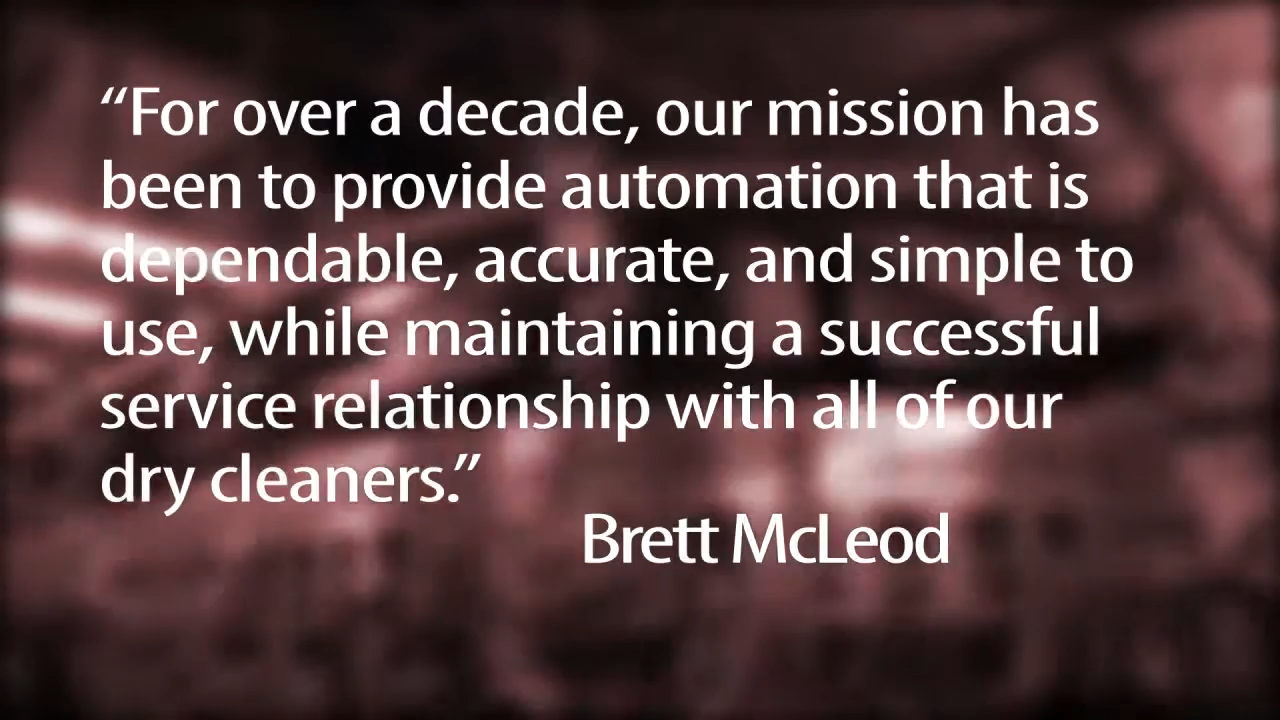 “For over a decade, our mission has
been to provide automation that is
dependable, accurate, and simple to
use, while maintaining a successful
service relationship with all of our
dry cleaners.”
Brett McLeod